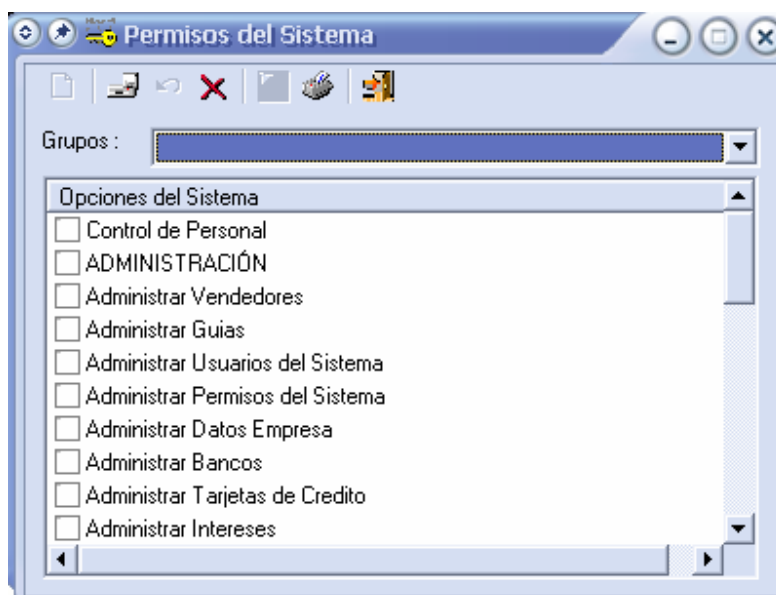 Permisos del Sistema
Grupos :
Opciones del Sistema
Control de Personal
ADMINISTRACIÓN
Administrar Vendedores
Administrar Guias
Administrar Usuarios del Sistema
Administrar Permisos del Sistema
Administrar Datos Empresa
Administrar Bancos
Administrar Tarjetas de Credito
Administrar Intereses